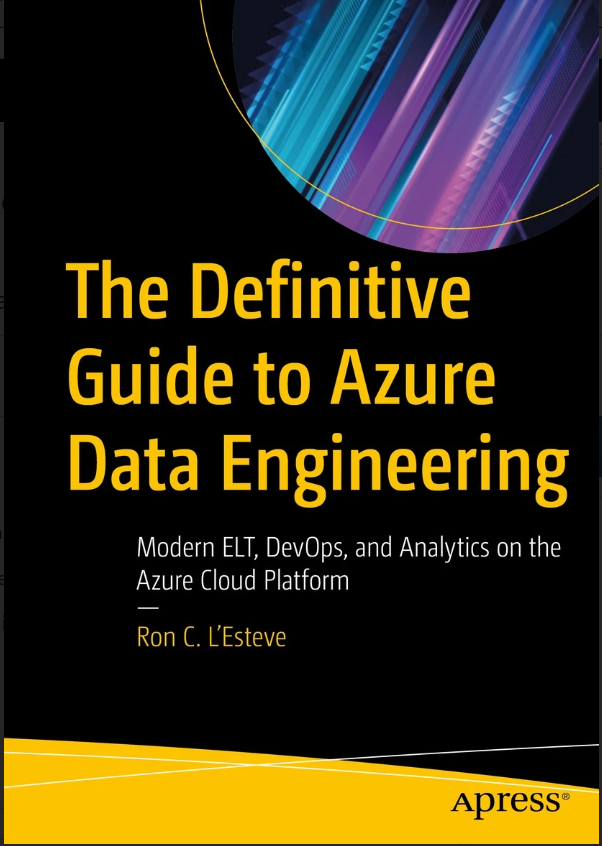 The Definitive
Guide to Azure
Data Engineering
Modern ELT, DevOps, and Analytics on the
Azure Cloud Platform
Ron C. L’Esteve
Apress®